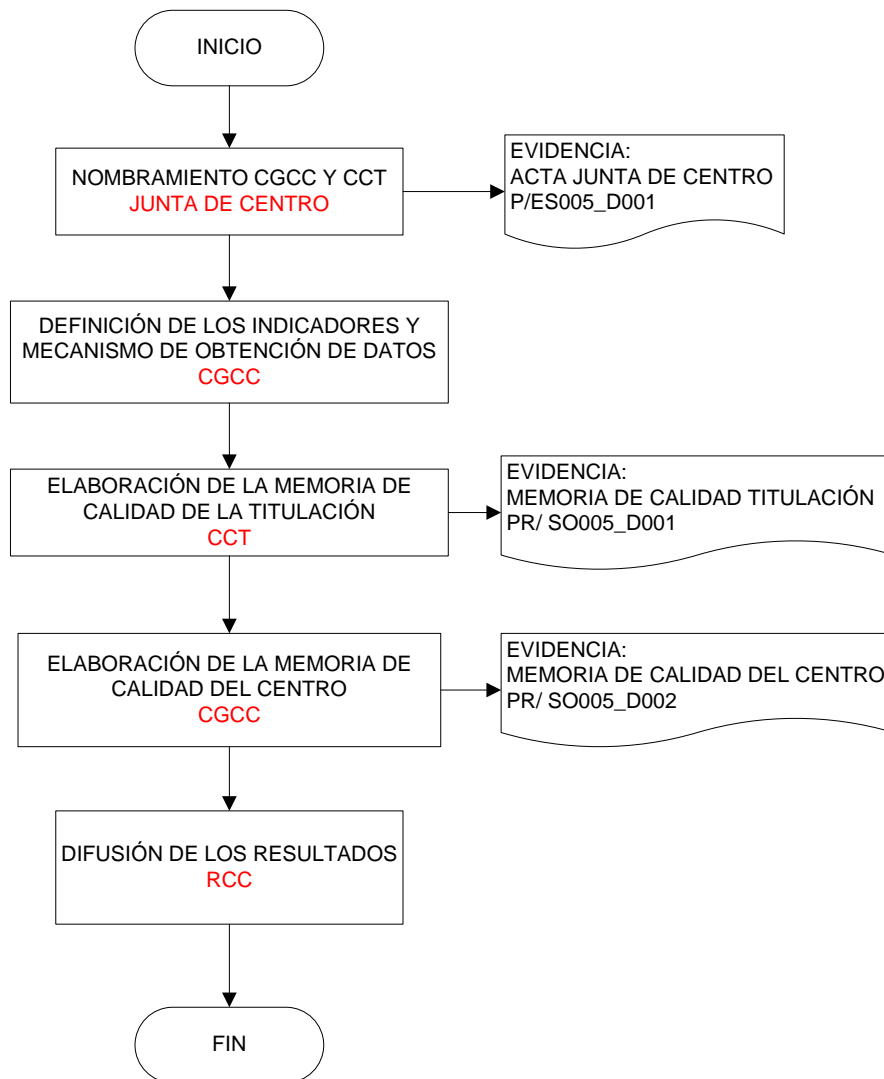 INICIO
NOMBRAMIENTO CGCC Y CCT
JUNTA DE CENTRO
EVIDENCIA:
ACTA JUNTA DE CENTRO
P/ES005_D001
DEFINICIÓN DE LOS INDICADORES Y
MECANISMO DE OBTENCIÓN DE DATOS
CGCC
ELABORACIÓN DE LA MEMORIA DE
CALIDAD DE LA TITULACIÓN
CCT
EVIDENCIA:
MEMORIA DE CALIDAD TITULACIÓN
PR/ SO005_D001
ELABORACIÓN DE LA MEMORIA DE
CALIDAD DEL CENTRO
CGCC
EVIDENCIA:
MEMORIA DE CALIDAD DEL CENTRO
PR/ SO005_D002
DIFUSIÓN DE LOS RESULTADOS
RCC
FIN